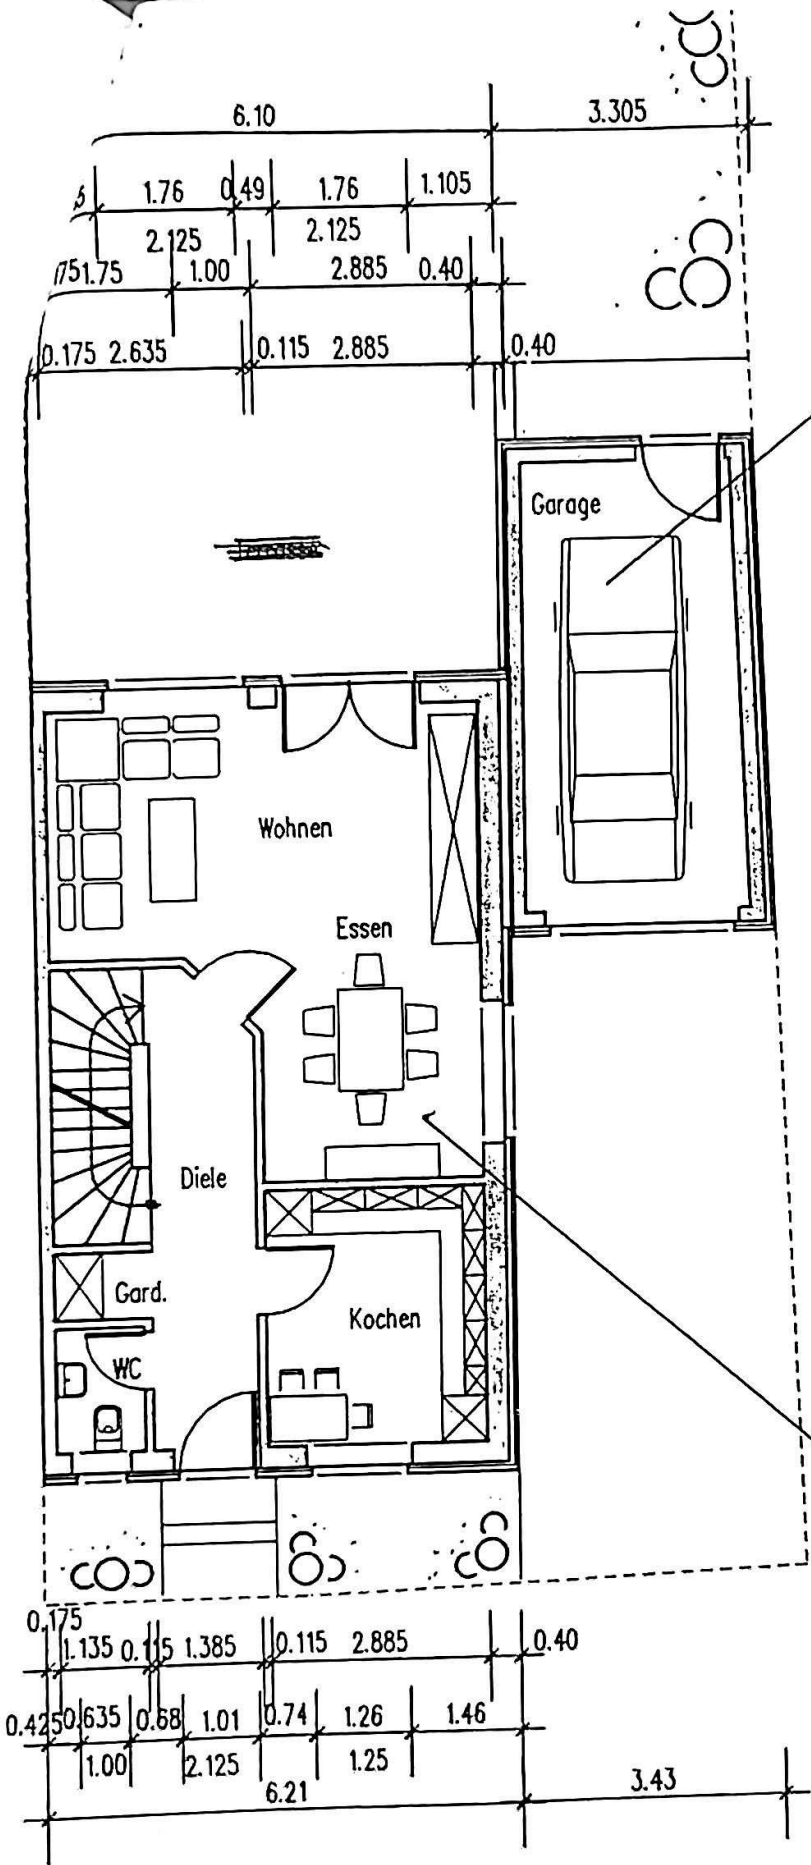 6.10 3.305
1.76 0.49 1.76 1.105
2.125 2.125
1.75 1.00 2.885 0.40
0.175 2.635 0.115 2.885 0.40
Garage
Wohnen
Essen
Diele
Gard.
Kochen
WC
0.175
1.135 0.115 1.385 0.115 2.885 0.40
0.425 0.635 0.68 1.01 0.74 1.26 1.46
1.00 2.125 1.25
6.21 3.43